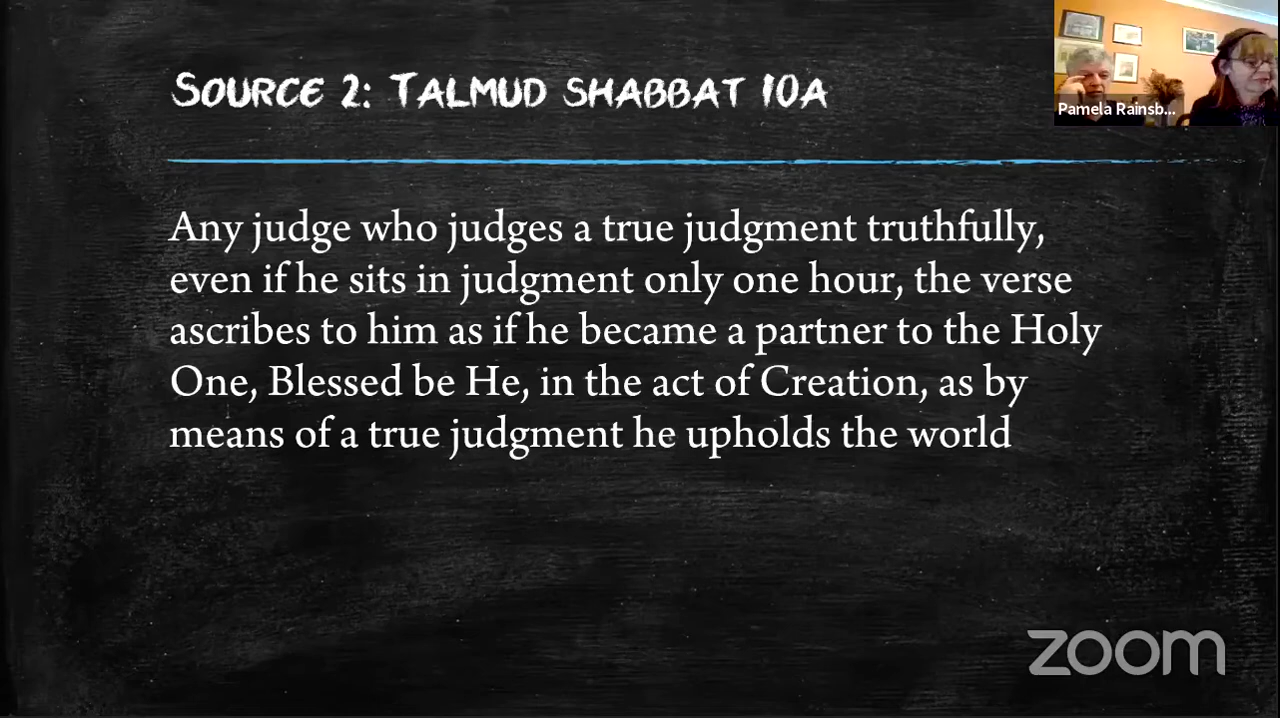 SOURCE 2: TALMUD SHABBAT 10A
Pamela Rainsb...
Any judge who judges a true judgment truthfully,
even if he sits in judgment only one hour, the verse
ascribes to him as if he became a partner to the Holy
One, Blessed be He, in the act of Creation, as by
means of a true judgment he upholds the world
zoom